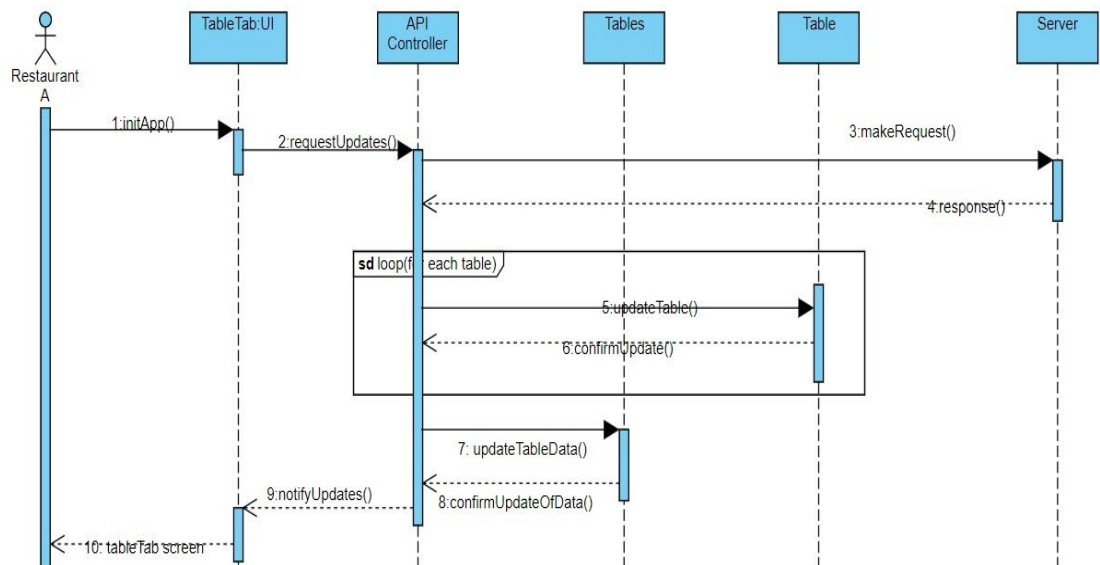 TableTab:UI
API
Controller
Tables
Table
Server
Restaurant
A
1:initApp()
2:requestUpdates()
3:makeRequest()
4:response()
sd loop(for each table)
5:updateTable()
6:confirmUpdate()
7: updateTableData()
8:confirmUpdateOfData()
9:notifyUpdates()
10: tableTab screen